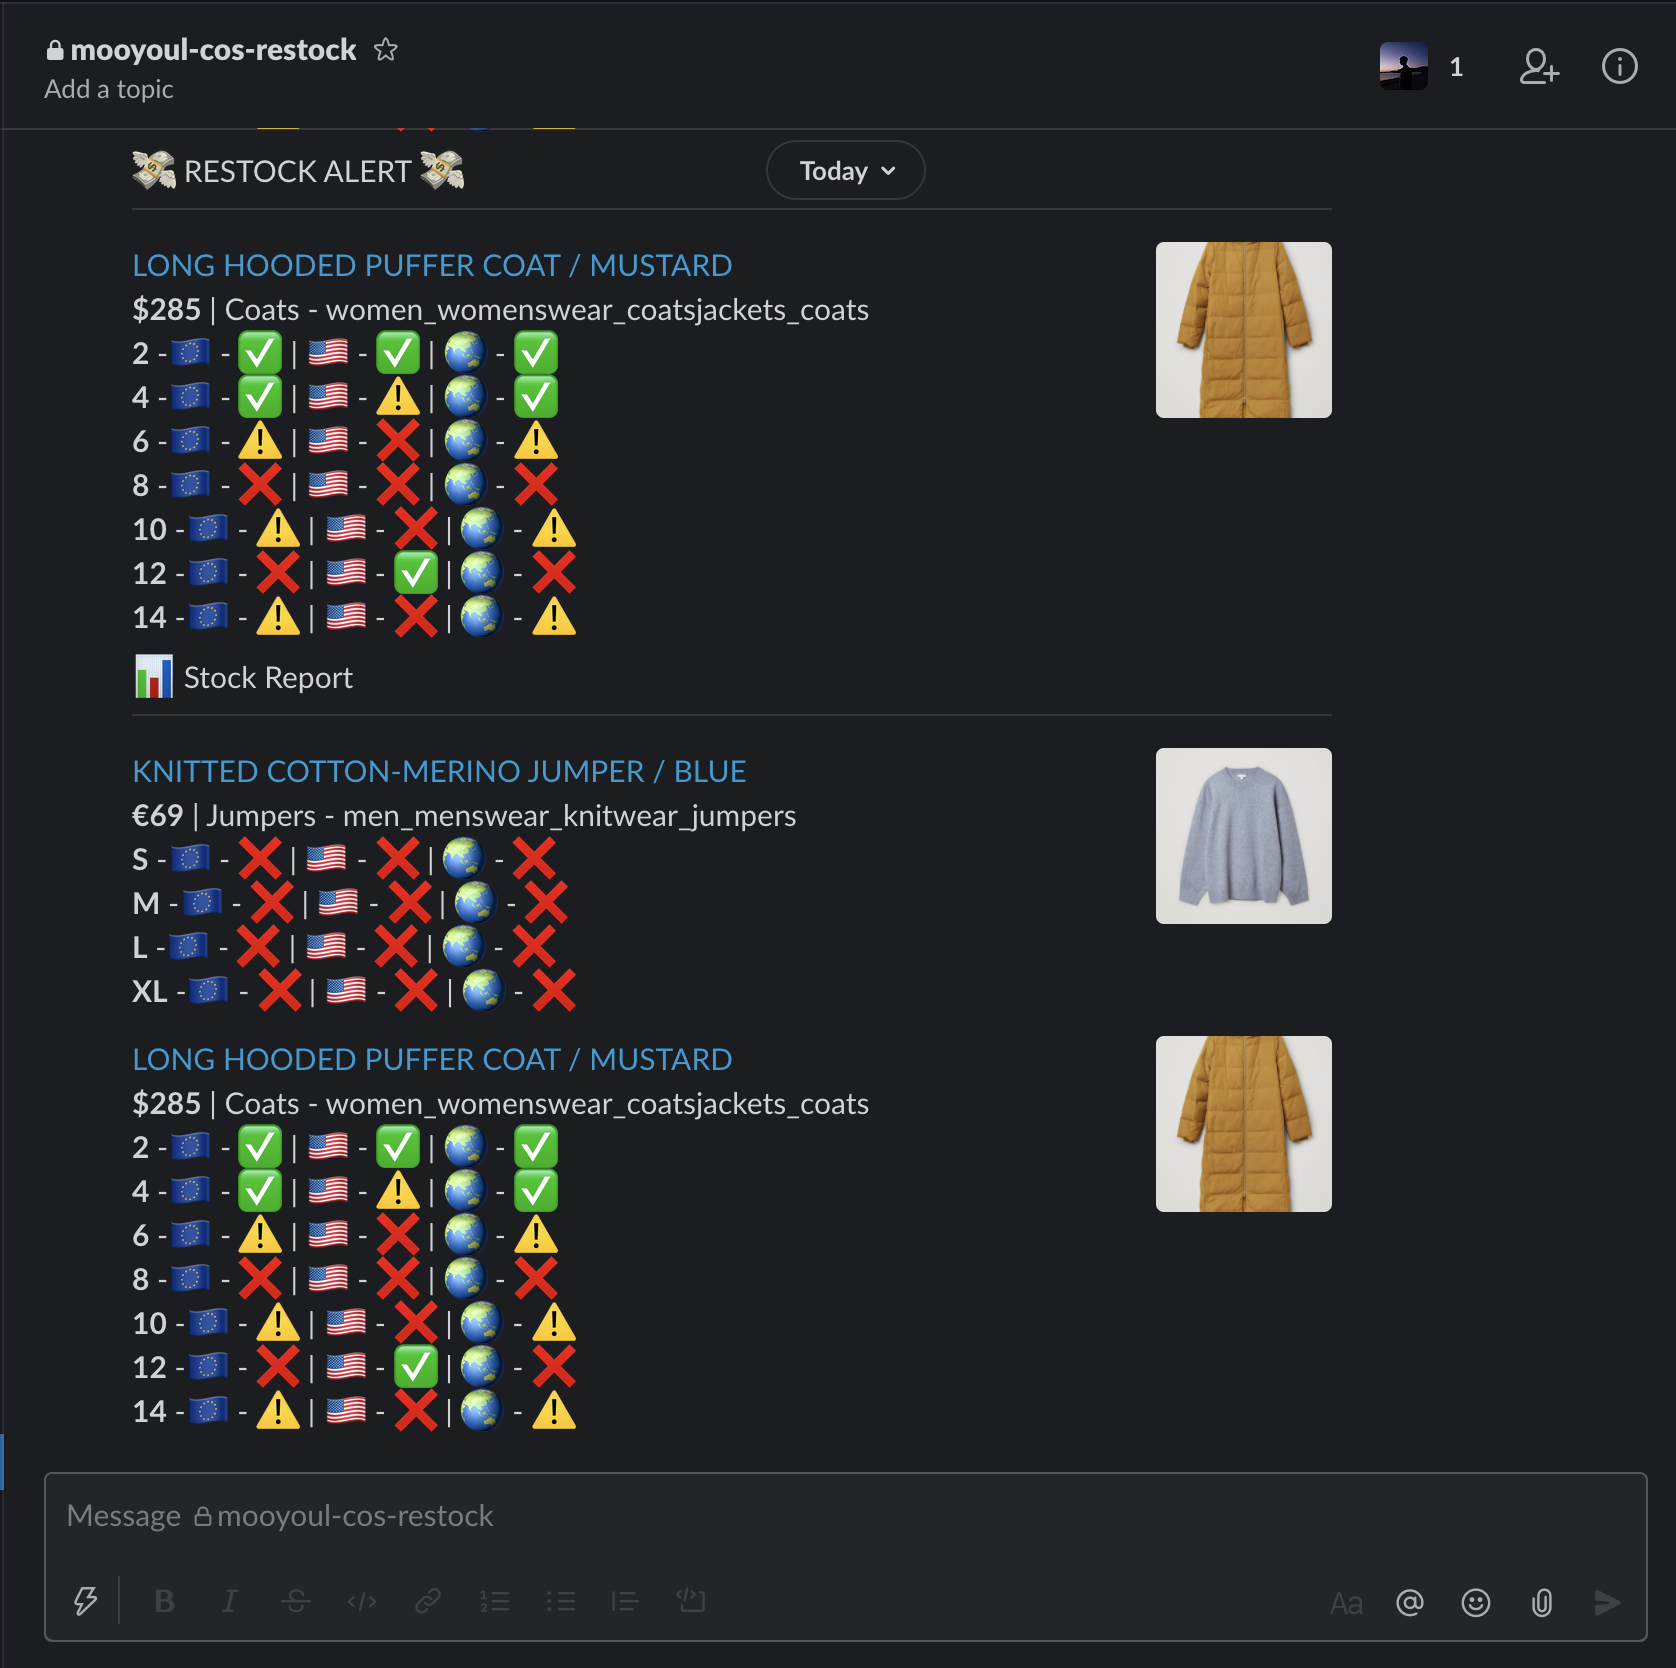 mooyoul-cos-restock
Add a topic
1
💸 RESTOCK ALERT 💸
Today
LONG HOODED PUFFER COAT / MUSTARD
$285 | Coats - women_womenswear_coatsjackets_coats
2 - 🇪🇺 - ✅ | 🇺🇸 - ✅ | 🌏 - ✅
4 - 🇪🇺 - ✅ | 🇺🇸 - ⚠️ | 🌏 - ✅
6 - 🇪🇺 - ⚠️ | 🇺🇸 - ❌ | 🌏 - ⚠️
8 - 🇪🇺 - ❌ | 🇺🇸 - ❌ | 🌏 - ❌
10 - 🇪🇺 - ⚠️ | 🇺🇸 - ❌ | 🌏 - ⚠️
12 - 🇪🇺 - ❌ | 🇺🇸 - ✅ | 🌏 - ❌
14 - 🇪🇺 - ⚠️ | 🇺🇸 - ❌ | 🌏 - ⚠️
📊 Stock Report
KNITTED COTTON-MERINO JUMPER / BLUE
€69 | Jumpers - men_menswear_knitwear_jumpers
S - 🇪🇺 - ❌ | 🇺🇸 - ❌ | 🌏 - ❌
M - 🇪🇺 - ❌ | 🇺🇸 - ❌ | 🌏 - ❌
L - 🇪🇺 - ❌ | 🇺🇸 - ❌ | 🌏 - ❌
XL - 🇪🇺 - ❌ | 🇺🇸 - ❌ | 🌏 - ❌
LONG HOODED PUFFER COAT / MUSTARD
$285 | Coats - women_womenswear_coatsjackets_coats
2 - 🇪🇺 - ✅ | 🇺🇸 - ✅ | 🌏 - ✅
4 - 🇪🇺 - ✅ | 🇺🇸 - ⚠️ | 🌏 - ✅
6 - 🇪🇺 - ⚠️ | 🇺🇸 - ❌ | 🌏 - ⚠️
8 - 🇪🇺 - ❌ | 🇺🇸 - ❌ | 🌏 - ❌
10 - 🇪🇺 - ⚠️ | 🇺🇸 - ❌ | 🌏 - ⚠️
12 - 🇪🇺 - ❌ | 🇺🇸 - ✅ | 🌏 - ❌
14 - 🇪🇺 - ⚠️ | 🇺🇸 - ❌ | 🌏 - ⚠️
Message mooyoul-cos-restock
B I S </> Aa @